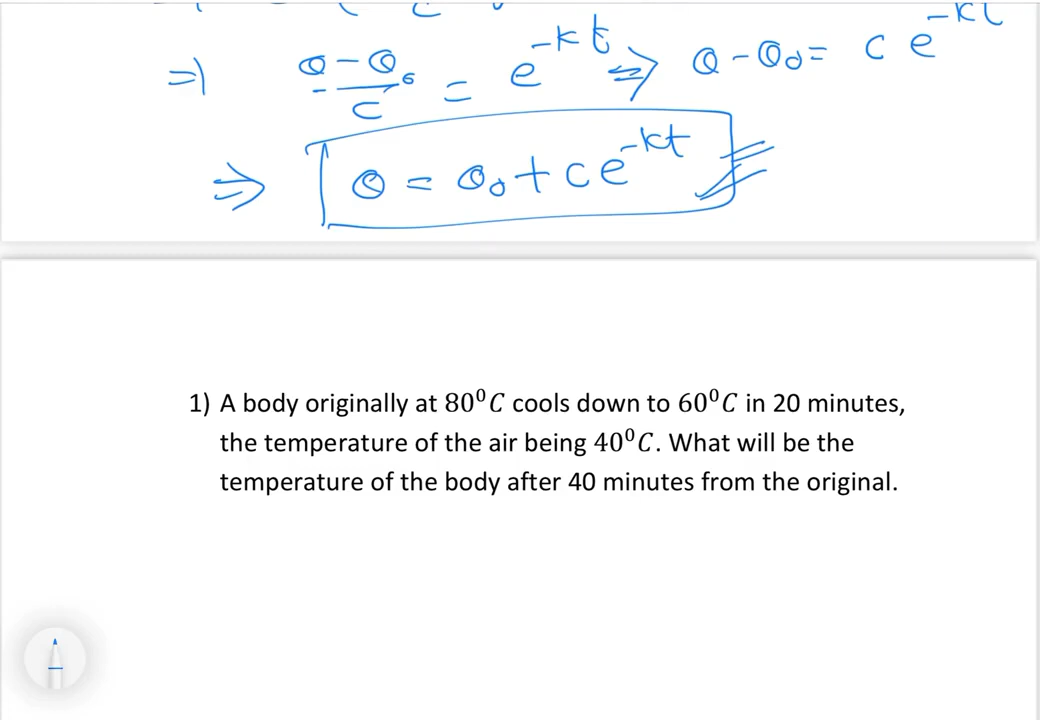 ⇒ θ-θ₀/c = e^-kt ⇒ θ-θ₀ = c e^-kt
⇒ θ = θ₀ + ce^-kt
1) A body originally at 80⁰C cools down to 60⁰C in 20 minutes,
the temperature of the air being 40⁰C. What will be the
temperature of the body after 40 minutes from the original.